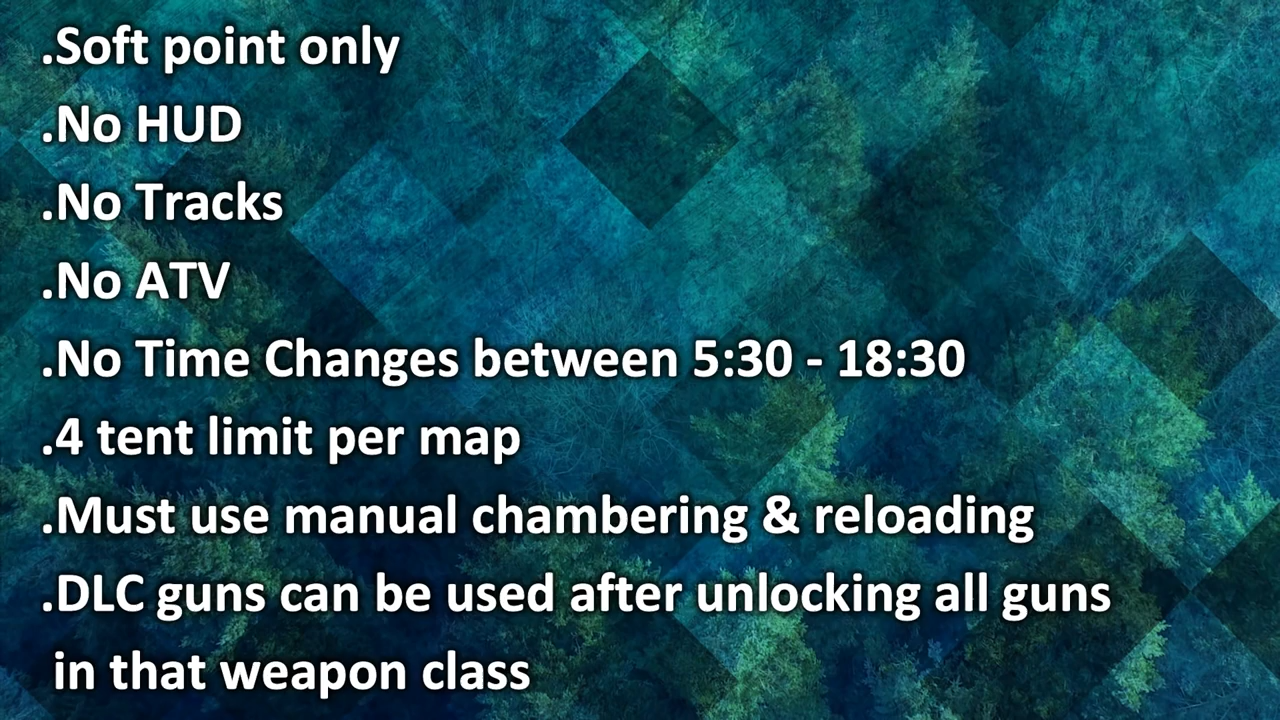 .Soft point only
.No HUD
.No Tracks
.No ATV
.No Time Changes between 5:30 - 18:30
.4 tent limit per map
.Must use manual chambering & reloading
.DLC guns can be used after unlocking all guns
in that weapon class